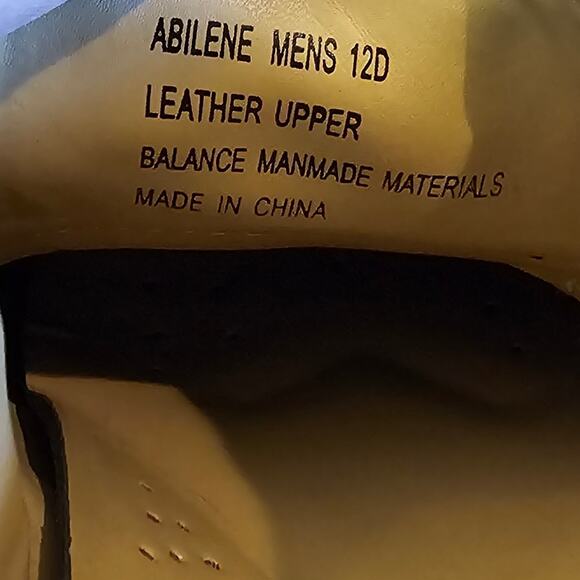 ABILENE MENS 12D
LEATHER UPPER
BALANCE MANMADE MATERIALS
MADE IN CHINA